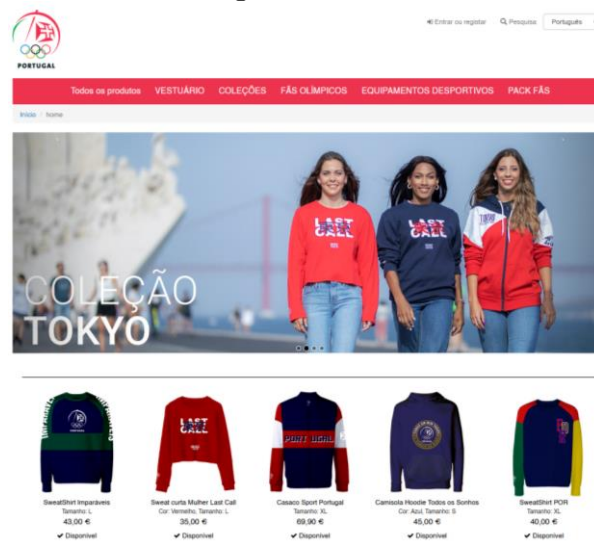 PORTUGAL
Entrar ou registar
Pesquisa
Português
Todos os produtos
VESTUÁRIO
COLEÇÕES
FÃS OLÍMPICOS
EQUIPAMENTOS DESPORTIVOS
PACK FÃS
Início / home
LAST
CALL
LAST
CALL
TOKYO
COLEÇÃO
TOKYO
LAST
CALL
PORTUGAL
SweatShirt Imparáveis
Tamanho: L
43,00 €
Disponível
Sweat curta Mulher Last Call
Cor: Vermelho, Tamanho: L
35,00 €
Disponível
Casaco Sport Portugal
Tamanho: XL
69,90 €
Disponível
Camisola Hoodie Todos os Sonhos
Cor: Azul, Tamanho: S
45,00 €
Disponível
SweatShirt POR
Tamanho: XL
40,00 €
Disponível